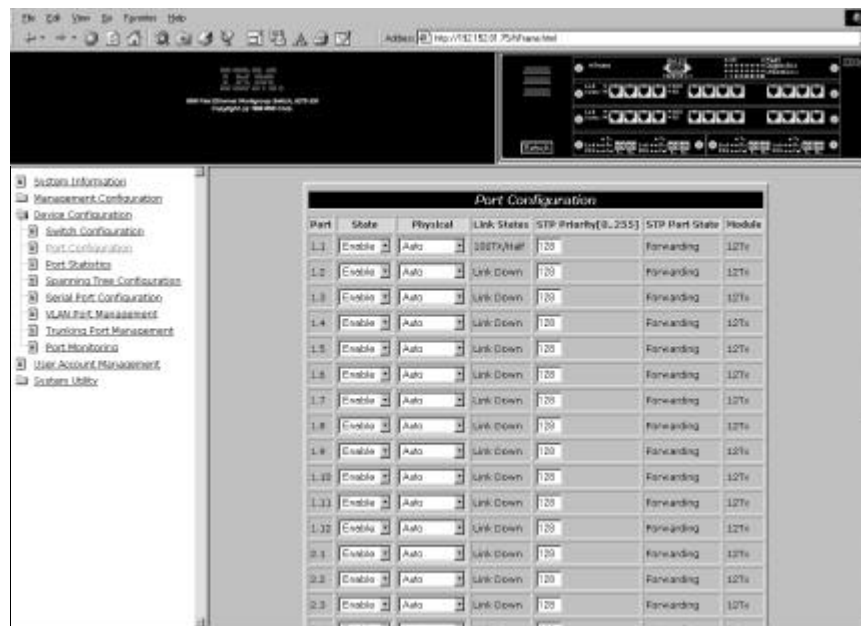 File Edit View Go Favorites Help
Address
IBM
Refresh
System Information
Management Configuration
Device Configuration
Switch Configuration
Port Configuration
Port Statistics
Spanning Tree Configuration
Serial Port Configuration
VLAN Port Management
Trunking Port Management
Port Monitoring
User Account Management
System Utility
Port Configuration
Port State Physical Link Status STP Priority[0..255] STP Port State Module
1.1 Enable Auto 100TX/Half 128 Forwarding 12Tx
1.2 Enable Auto Link Down 128 Forwarding 12Tx
1.3 Enable Auto Link Down 128 Forwarding 12Tx
1.4 Enable Auto Link Down 128 Forwarding 12Tx
1.5 Enable Auto Link Down 128 Forwarding 12Tx
1.6 Enable Auto Link Down 128 Forwarding 12Tx
1.7 Enable Auto Link Down 128 Forwarding 12Tx
1.8 Enable Auto Link Down 128 Forwarding 12Tx
1.9 Enable Auto Link Down 128 Forwarding 12Tx
1.10 Enable Auto Link Down 128 Forwarding 12Tx
1.11 Enable Auto Link Down 128 Forwarding 12Tx
1.12 Enable Auto Link Down 128 Forwarding 12Tx
2.1 Enable Auto Link Down 128 Forwarding 12Tx
2.2 Enable Auto Link Down 128 Forwarding 12Tx
2.3 Enable Auto Link Down 128 Forwarding 12Tx